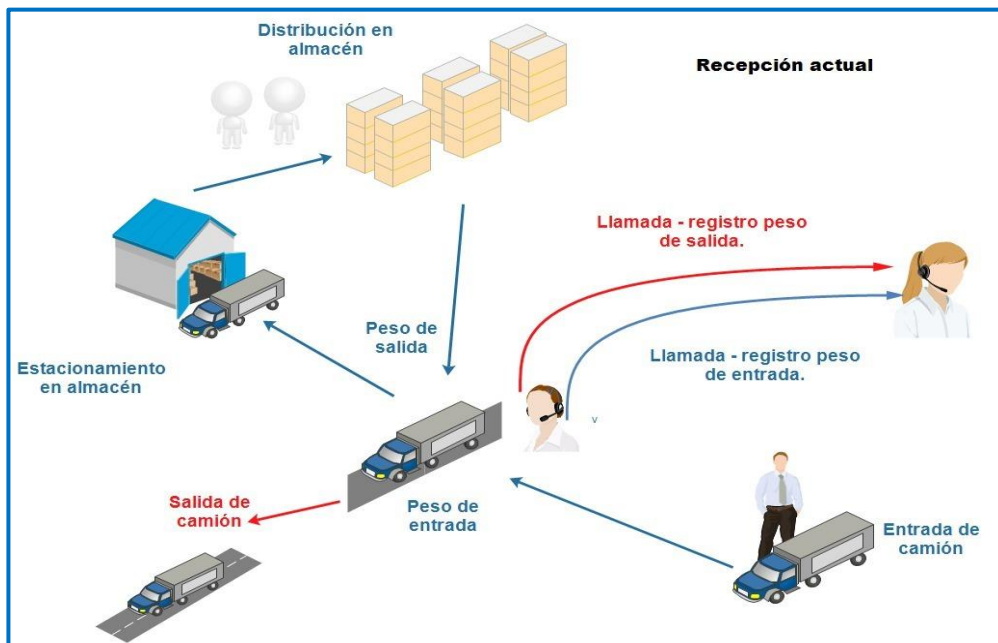 Distribución en
almacén
Recepción actual
Llamada - registro peso
de salida.
Peso de
salida
Llamada - registro peso
de entrada.
Estacionamiento
en almacén
v
Salida de
camión
Peso de
entrada
Entrada de
camión